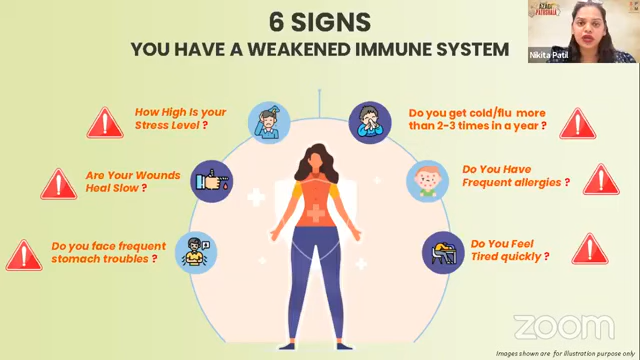 6 SIGNS
YOU HAVE A WEAKENED IMMUNE SYSTEM
Nikita Patil
How High Is your
Stress Level ?
Do you get cold/flu more
than 2-3 times in a year ?
Are Your Wounds
Heal Slow ?
Do You Have
Frequent allergies ?
Do you face frequent
stomach troubles ?
Do You Feel
Tired quickly ?
zoom
Images shown are for illustration purpose only